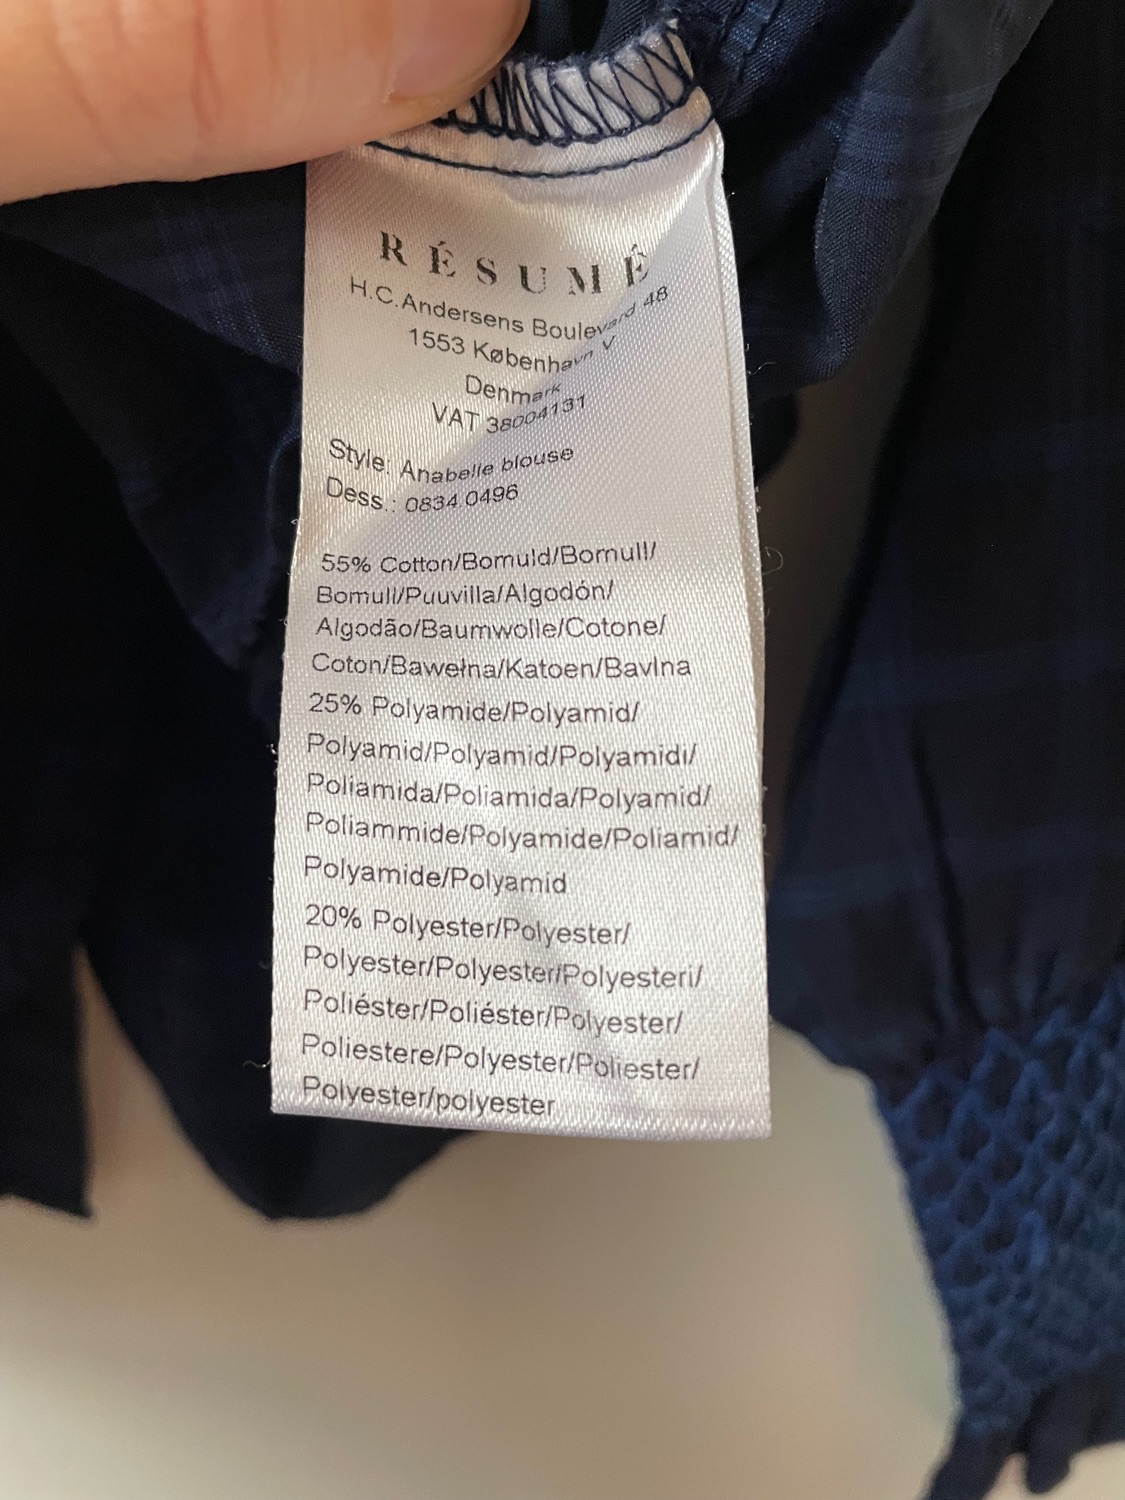 RÉSUMÉ
H.C.Andersens Boulevard 48
1553 København V
Denmark
VAT 38004131
Style: Anabelle blouse
Dess.: 0834.0496
55% Cotton/Bomuld/Bomull/
Bomull/Puuvilla/Algodón/
Algodão/Baumwolle/Cotone/
Coton/Bawełna/Katoen/Bavlna
25% Polyamide/Polyamid/
Polyamid/Polyamid/Polyamidi/
Poliamida/Poliamida/Polyamid/
Poliammide/Polyamide/Poliamid/
Polyamide/Polyamid
20% Polyester/Polyester/
Polyester/Polyester/Polyesteri/
Poliéster/Poliéster/Polyester/
Poliestere/Polyester/Poliester/
Polyester/polyester